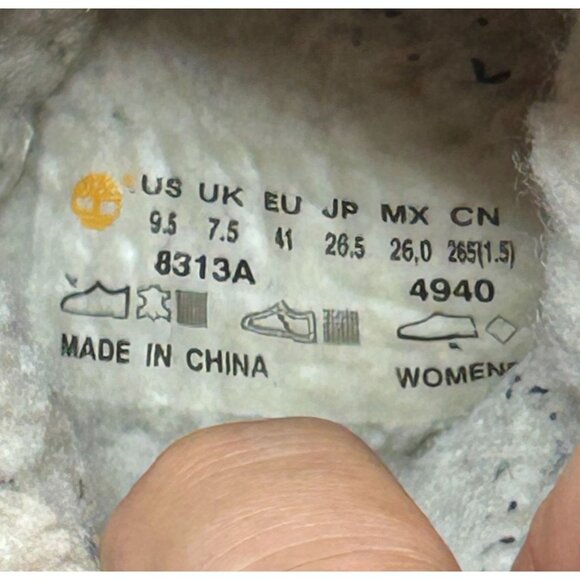 US UK EU JP MX CN
9.5 7.5 41 26.5 26,0 265(1.5)
8313A 4940
MADE IN CHINA WOMENS